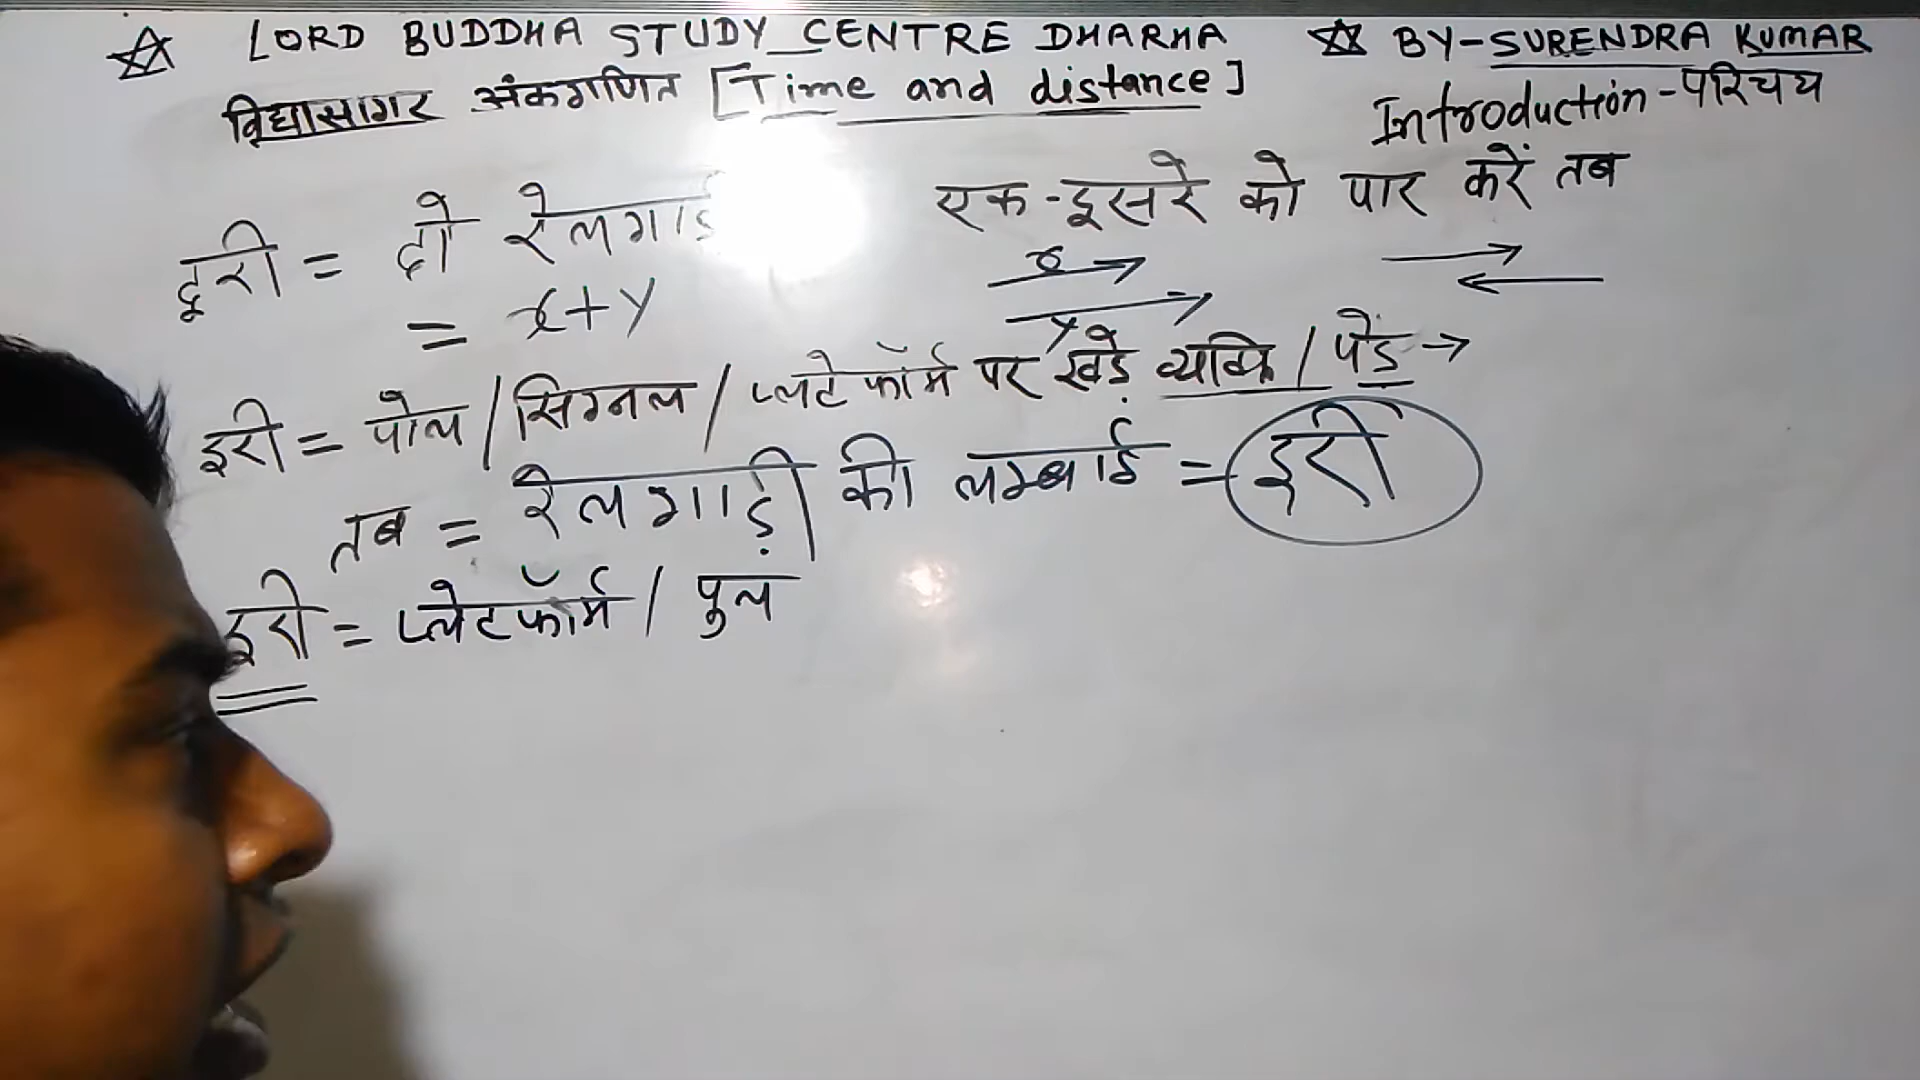 ☆ LORD BUDDHA STUDY CENTRE DHARHA ☆ BY-SURENDRA KUMAR
विद्यासागर अंकगणित [Time and distance] Introduction-परिचय
दूरी = दो रेलगाड़ एक-दूसरे को पार करें तब
= x+y
x
y
दूरी = पोल/सिग्नल/प्लेटफॉर्म पर खड़े व्यक्ति/पेड़ →
तब = रेलगाड़ी की लम्बाई = दूरी
दूरी = प्लेटफॉर्म/पुल